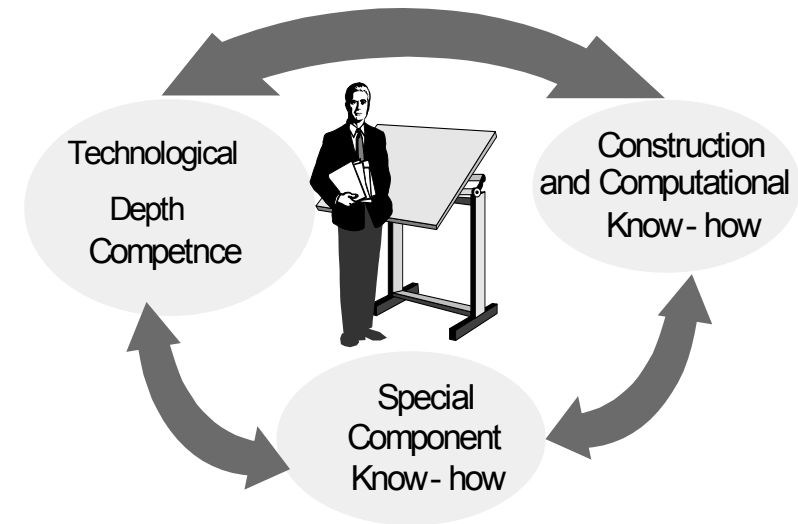 Technological
Depth
Competnce
Construction
and Computational
Know - how
Special
Component
Know - how